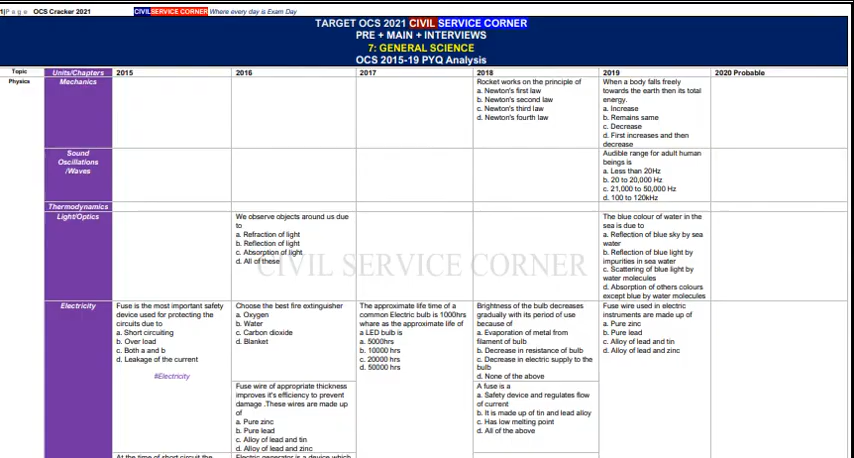 1|P a g e OCS Cracker 2021 CIVILSERVICE CORNER Where every day is Exam Day
TARGET OCS 2021 CIVIL SERVICE CORNER
PRE + MAIN + INTERVIEWS
7: GENERAL SCIENCE
OCS 2015-19 PYQ Analysis
Topic Units/Chapters 2015 2016 2017 2018 2019 2020 Probable
Physics
Mechanics
Rocket works on the principle of
a. Newton's first law
b. Newton's second law
c. Newton's third law
d. Newton's fourth law
When a body falls freely
towards the earth then its total
energy.
a. Increase
b. Remains same
c. Decrease
d. First increases and then
decrease
Sound
Oscillations
/Waves
Audible range for adult human
beings is
a. Less than 20Hz
b. 20 to 20,000 Hz
c. 21,000 to 50,000 Hz
d. 100 to 120kHz
Thermodynamics
Light/Optics
We observe objects around us due
to
a. Refraction of light
b. Reflection of light
c. Absorption of light
d. All of these
The blue colour of water in the
sea is due to
a. Reflection of blue sky by sea
water
b. Reflection of blue light by
impurities in sea water
c. Scattering of blue light by
water molecules
d. Absorption of others colours
except blue by water molecules
CIVIL SERVICE CORNER
Electricity
Fuse is the most important safety
device used for protecting the
circuits due to
a. Short circuiting
b. Over load
c. Both a and b
d. Leakage of the current
#Electricity
Choose the best fire extinguisher
a. Oxygen
b. Water
c. Carbon dioxide
d. Blanket
The approximate life time of a
common Electric bulb is 1000hrs
whare as the approximate life of
a LED bulb is
a. 5000hrs
b. 10000 hrs
c. 20000 hrs
d. 50000 hrs
Brightness of the bulb decreases
gradually with its period of use
because of
a. Evaporation of metal from
filament of bulb
b. Decrease in resistance of bulb
c. Decrease in electric supply to the
bulb
d. None of the above
Fuse wire used in electric
instruments are made up of
a. Pure zinc
b. Pure lead
c. Alloy of lead and tin
d. Alloy of lead and zinc
Fuse wire of appropriate thickness
improves it's efficiency to prevent
damage .These wires are made up
of
a. Pure zinc
b. Pure lead
c. Alloy of lead and tin
d. Alloy of lead and zinc
A fuse is a
a. Safety device and regulates flow
of current
b. It is made up of tin and lead alloy
c. Has low melting point
d. All of the above
At the time of short circuit the
Electric generator is a device which